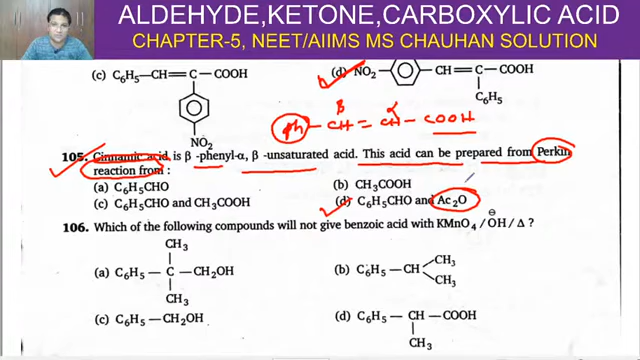 ALDEHYDE,KETONE,CARBOXYLIC ACID
CHAPTER-5, NEET/AIIMS MS CHAUHAN SOLUTION
(c) C₆H₅—CH=C—COOH
NO₂
(d) NO₂ CH=C—COOH
C₆H₅
Ph—CH=CH—COOH
β α
105. Cinnamic acid is β-phenyl-α, β-unsaturated acid. This acid can be prepared from Perkin
reaction from :
(a) C₆H₅CHO (b) CH₃COOH
(c) C₆H₅CHO and CH₃COOH (d) C₆H₅CHO and Ac₂O
106. Which of the following compounds will not give benzoic acid with KMnO₄/⊖OH/Δ?
CH₃
(a) C₆H₅—C—CH₂OH
CH₃
(b) C₆H₅—CH
CH₃
CH₃
(c) C₆H₅—CH₂OH
(d) C₆H₅—CH—COOH
CH₃